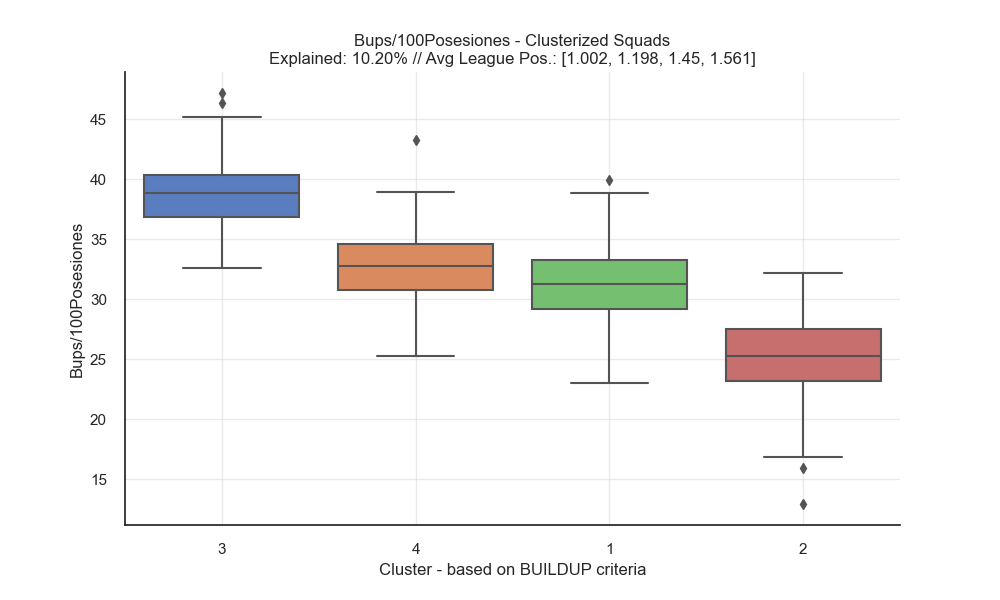 Bups/100Posesiones - Clusterized Squads
Explained: 10.20% // Avg League Pos.: [1.002, 1.198, 1.45, 1.561]
Bups/100Posesiones
45
40
35
30
25
20
15
3 4 1 2
Cluster - based on BUILDUP criteria